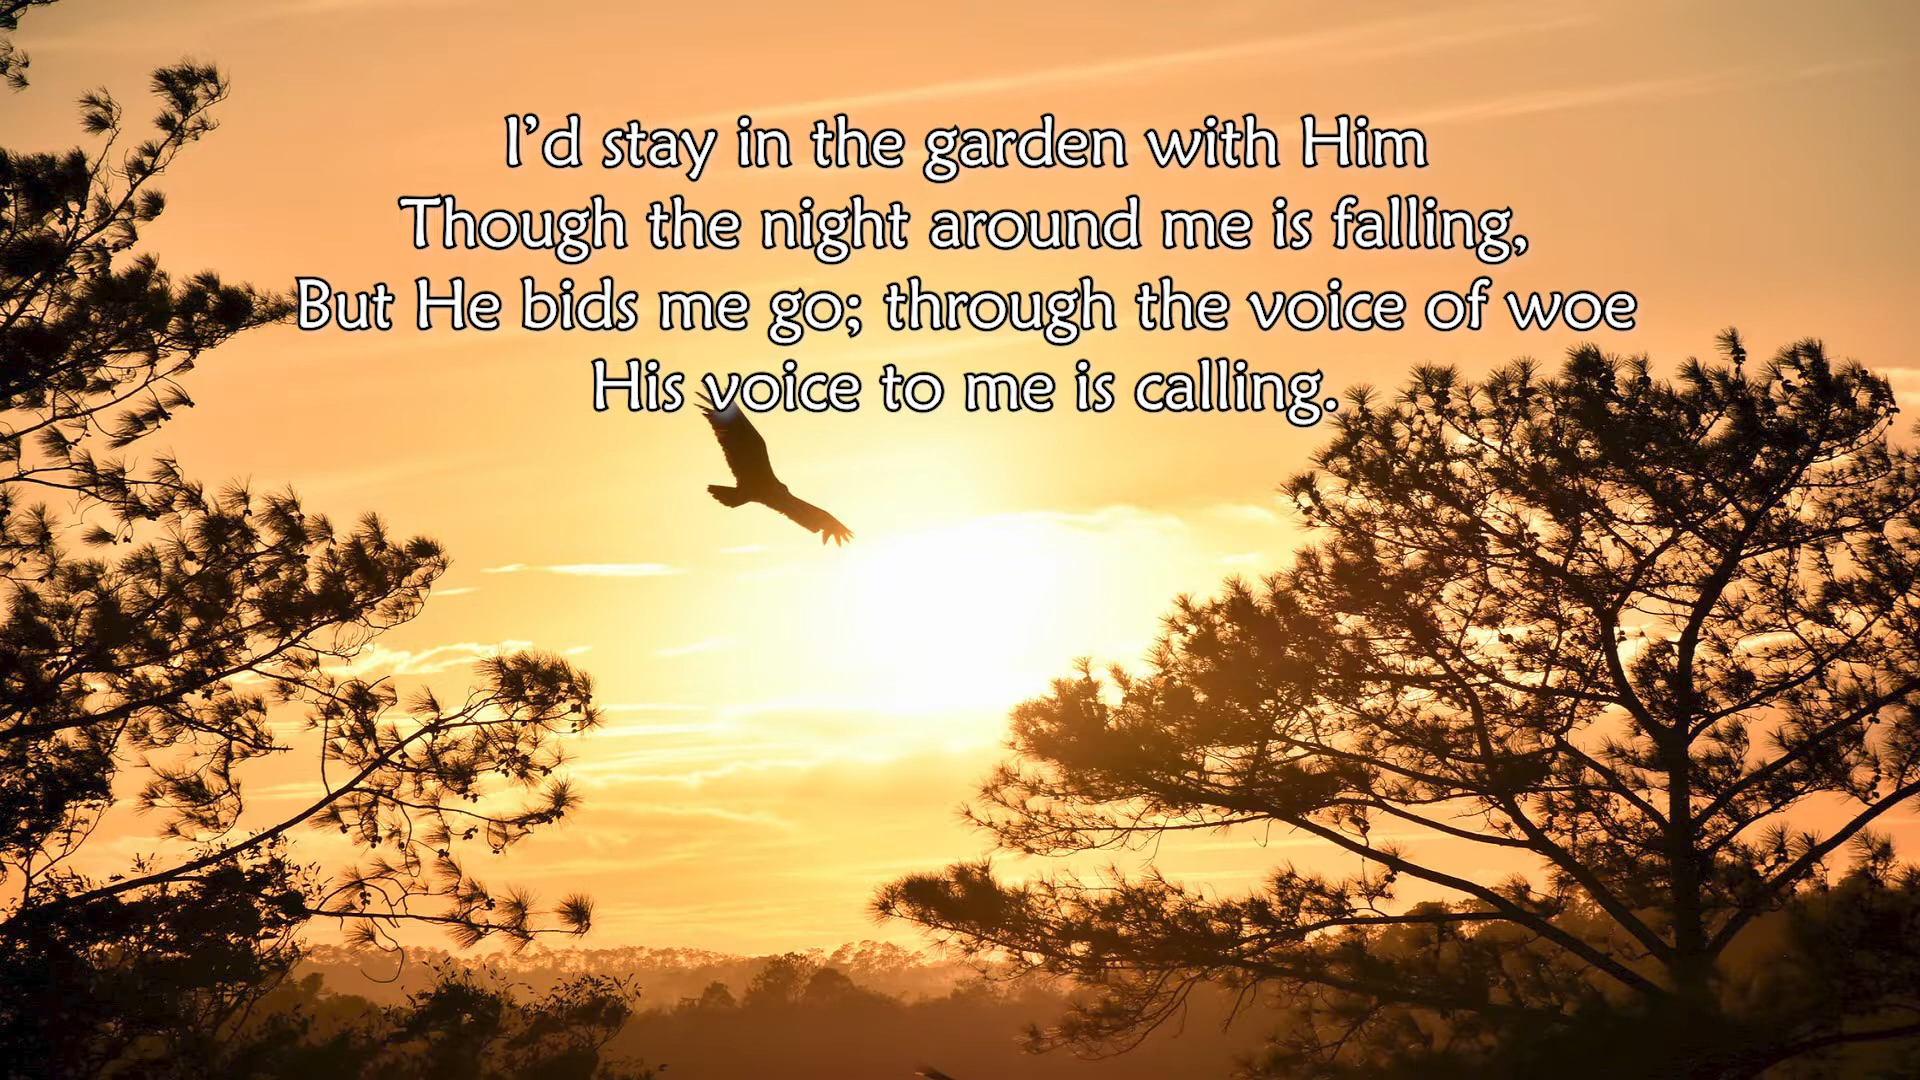 I’d stay in the garden with Him
Though the night around me is falling,
But He bids me go; through the voice of woe
His voice to me is calling.